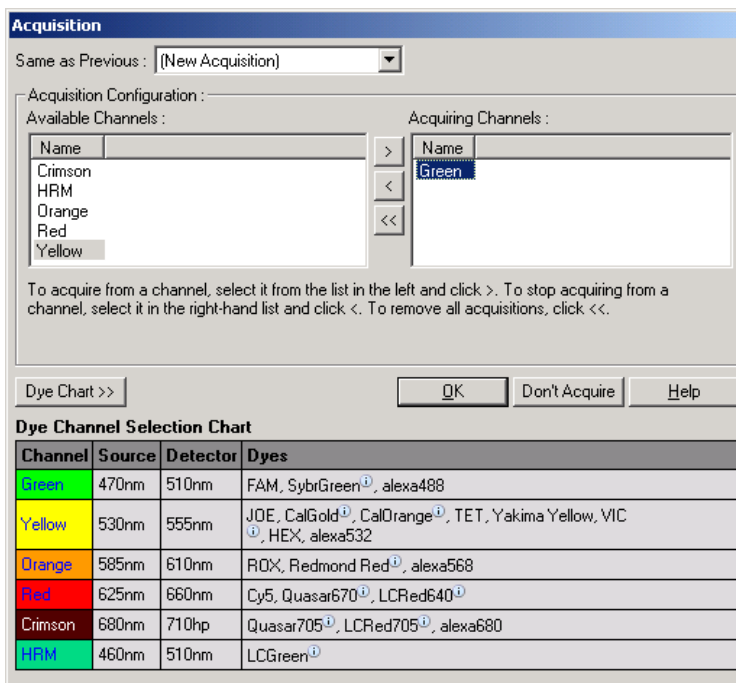 Acquisition
Same as Previous : (New Acquisition)
Acquisition Configuration :
Available Channels :
Acquiring Channels :
Name
Crimson
HRM
Orange
Red
Yellow
>
<
<<
Name
Green
To acquire from a channel, select it from the list in the left and click >. To stop acquiring from a
channel, select it in the right-hand list and click <. To remove all acquisitions, click <<.
Dye Chart >> OK Don't Acquire Help
Dye Channel Selection Chart
Channel Source Detector Dyes
Green 470nm 510nm FAM, SybrGreen ⓘ, alexa488
Yellow 530nm 555nm JOE, CalGold ⓘ, CalOrange ⓘ, TET, Yakima Yellow, VIC
ⓘ, HEX, alexa532
Orange 585nm 610nm ROX, Redmond Red ⓘ, alexa568
Red 625nm 660nm Cy5, Quasar670 ⓘ, LCRed640 ⓘ
Crimson 680nm 710hp Quasar705 ⓘ, LCRed705 ⓘ, alexa680
HRM 460nm 510nm LCGreen ⓘ